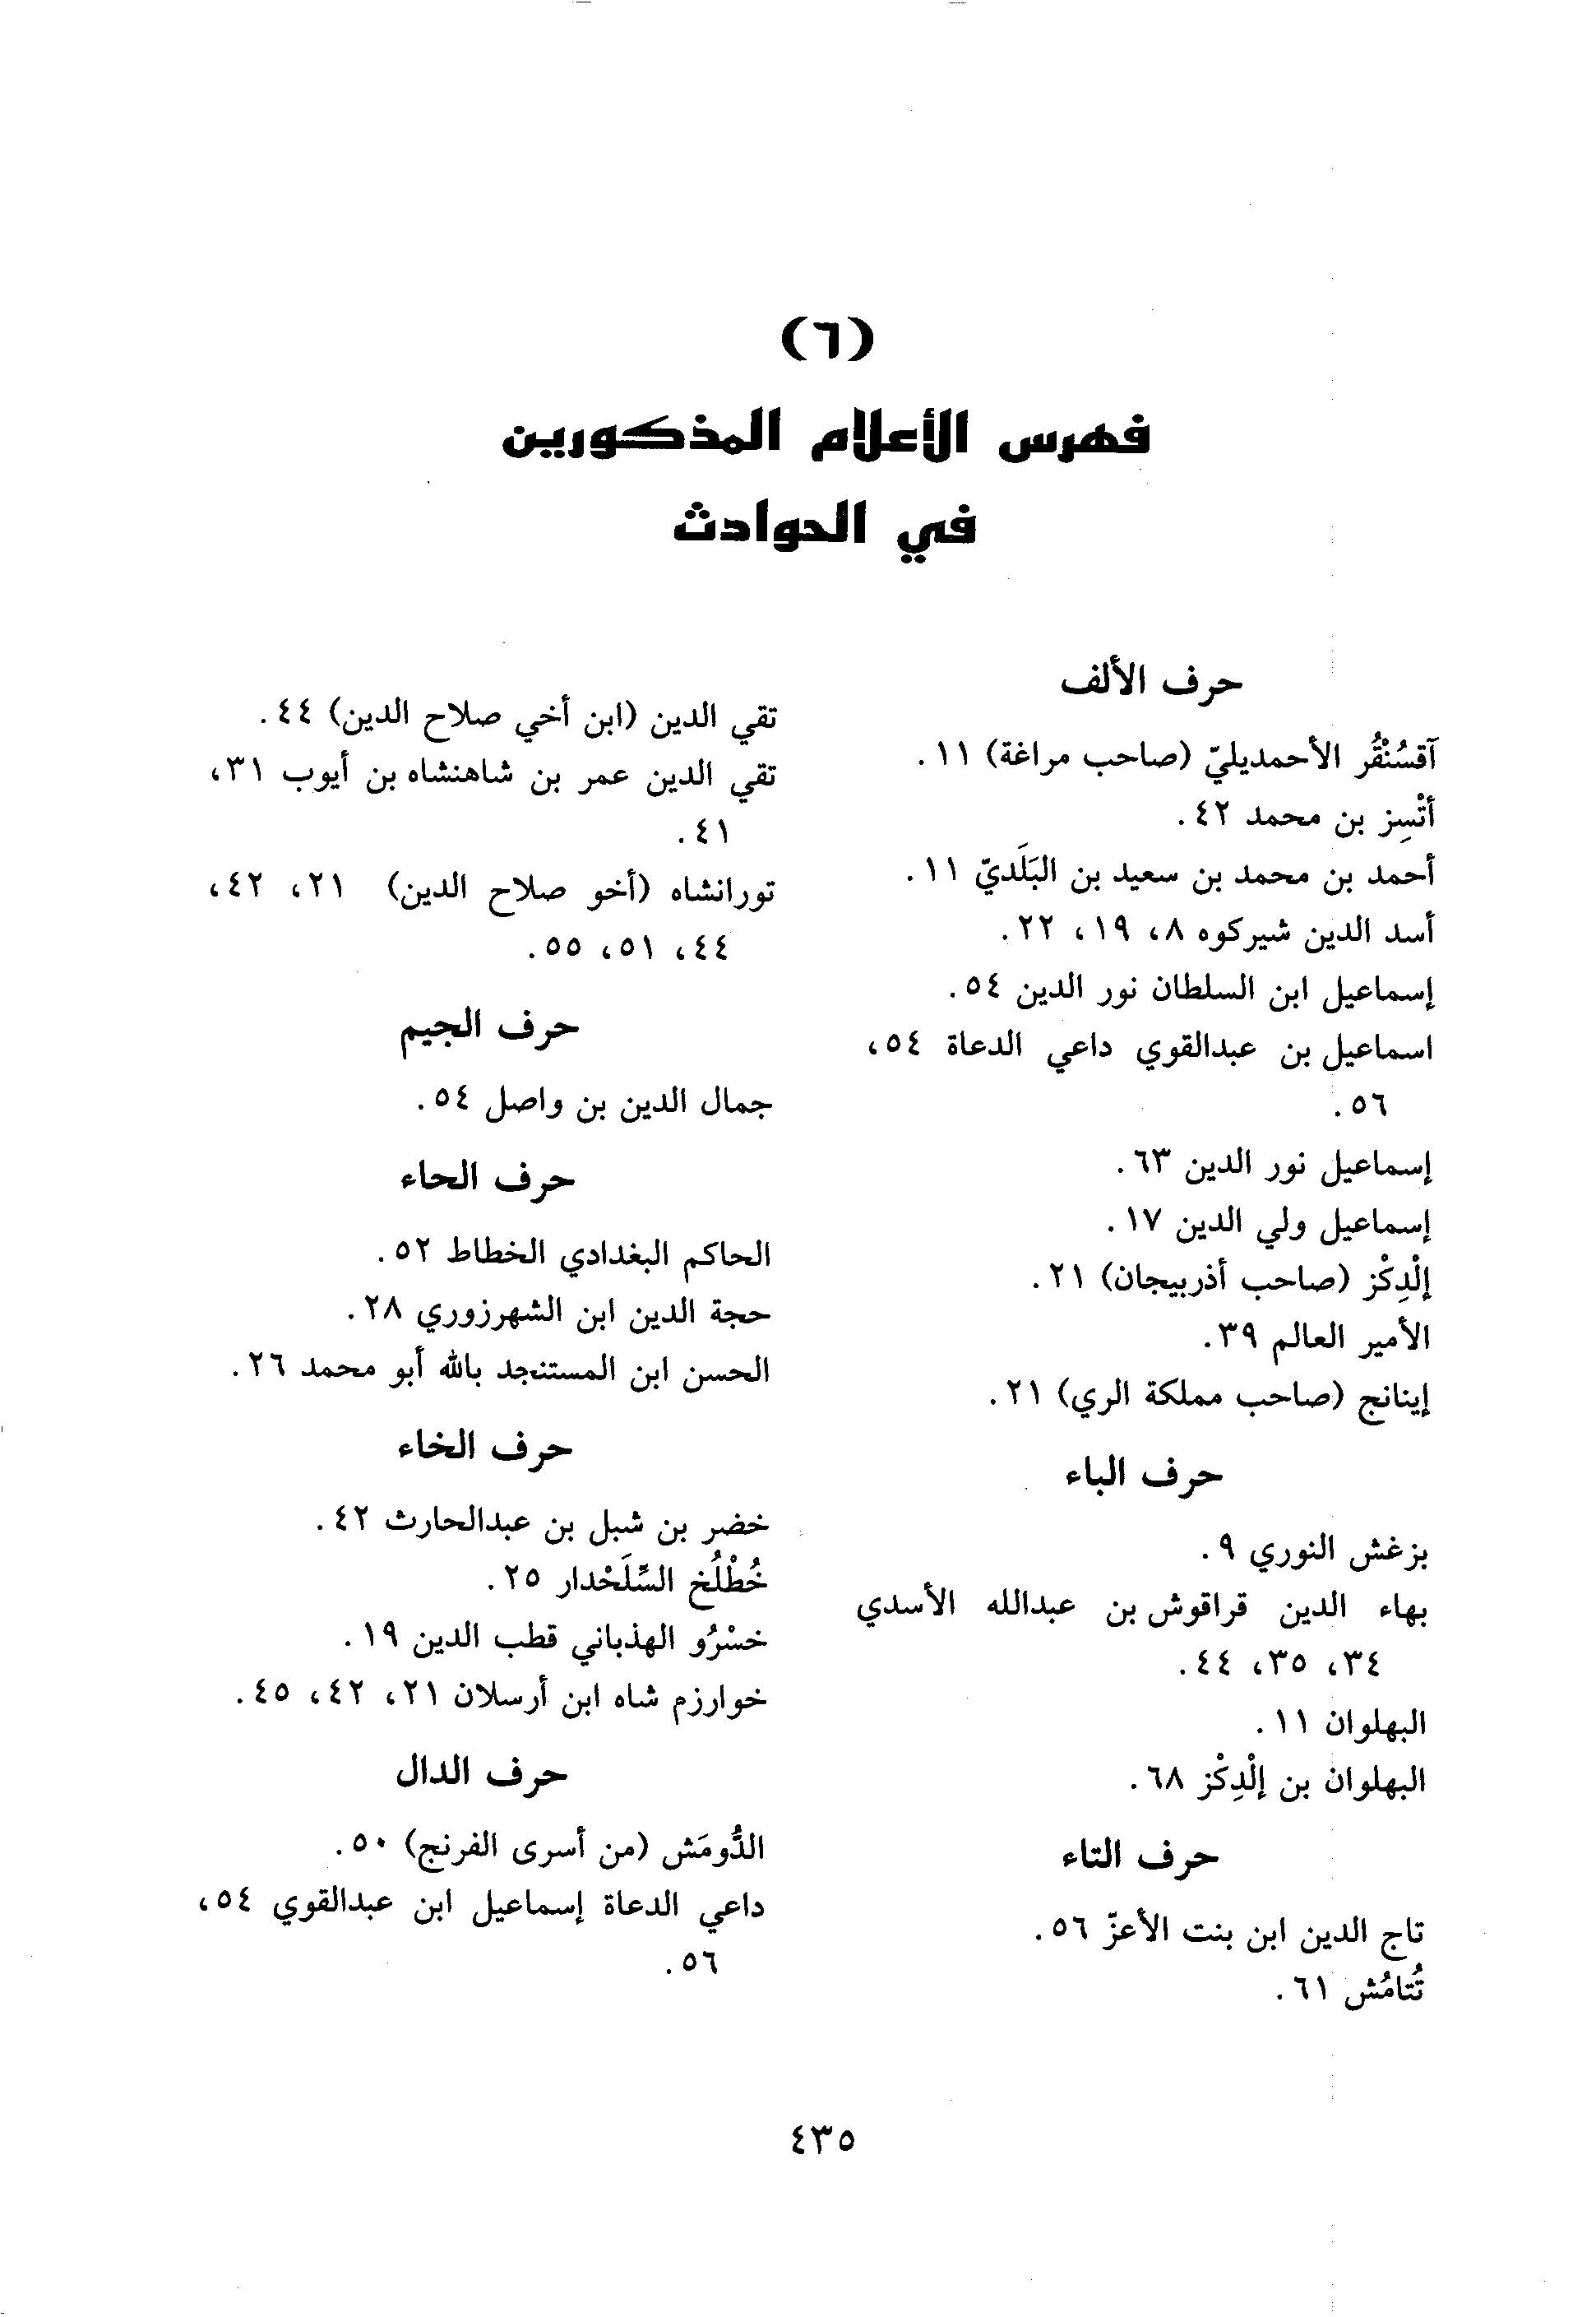 (٦)
فهرس الأعلام المذكورين
في الحوادث
حرف الألف
آقسُنْقُر الأحمديليّ (صاحب مراغة) ١١.
أتْسِز بن محمد ٤٢.
أحمد بن محمد بن سعيد بن البَلَديّ ١١.
أسد الدين شيركوه ٨، ١٩، ٢٢.
إسماعيل ابن السلطان نور الدين ٥٤.
اسماعيل بن عبدالقوي داعي الدعاة ٥٤،
٥٦.
إسماعيل نور الدين ٦٣.
إسماعيل ولي الدين ١٧.
إلْدِكْز (صاحب أذربيجان) ٢١.
الأمير العالم ٣٩.
إينانج (صاحب مملكة الري) ٢١.
حرف الباء
بزغش النوري ٩.
بهاء الدين قراقوش بن عبدالله الأسدي
٣٤، ٣٥، ٤٤.
البهلوان ١١.
البهلوان بن إلْدِكْز ٦٨.
حرف التاء
تاج الدين ابن بنت الأعزّ ٥٦.
تُتامُش ٦١.
تقي الدين (ابن أخي صلاح الدين) ٤٤.
تقي الدين عمر بن شاهنشاه بن أيوب ٣١،
٤١.
تورانشاه (أخو صلاح الدين) ٢١، ٤٢،
٤٤، ٥١، ٥٥.
حرف الجيم
جمال الدين بن واصل ٥٤.
حرف الحاء
الحاكم البغدادي الخطاط ٥٢.
حجة الدين ابن الشهرزوري ٢٨.
الحسن ابن المستنجد بالله أبو محمد ٢٦.
حرف الخاء
خضر بن شبل بن عبدالحارث ٤٢.
خُطْلُخ السِّلَحْدار ٢٥.
خسْرُو الهذباني قطب الدين ١٩.
خوارزم شاه ابن أرسلان ٢١، ٤٢، ٤٥.
حرف الدال
الدُّومَش (من أسرى الفرنج) ٥٠.
داعي الدعاة إسماعيل ابن عبدالقوي ٥٤،
٥٦.
٤٣٥